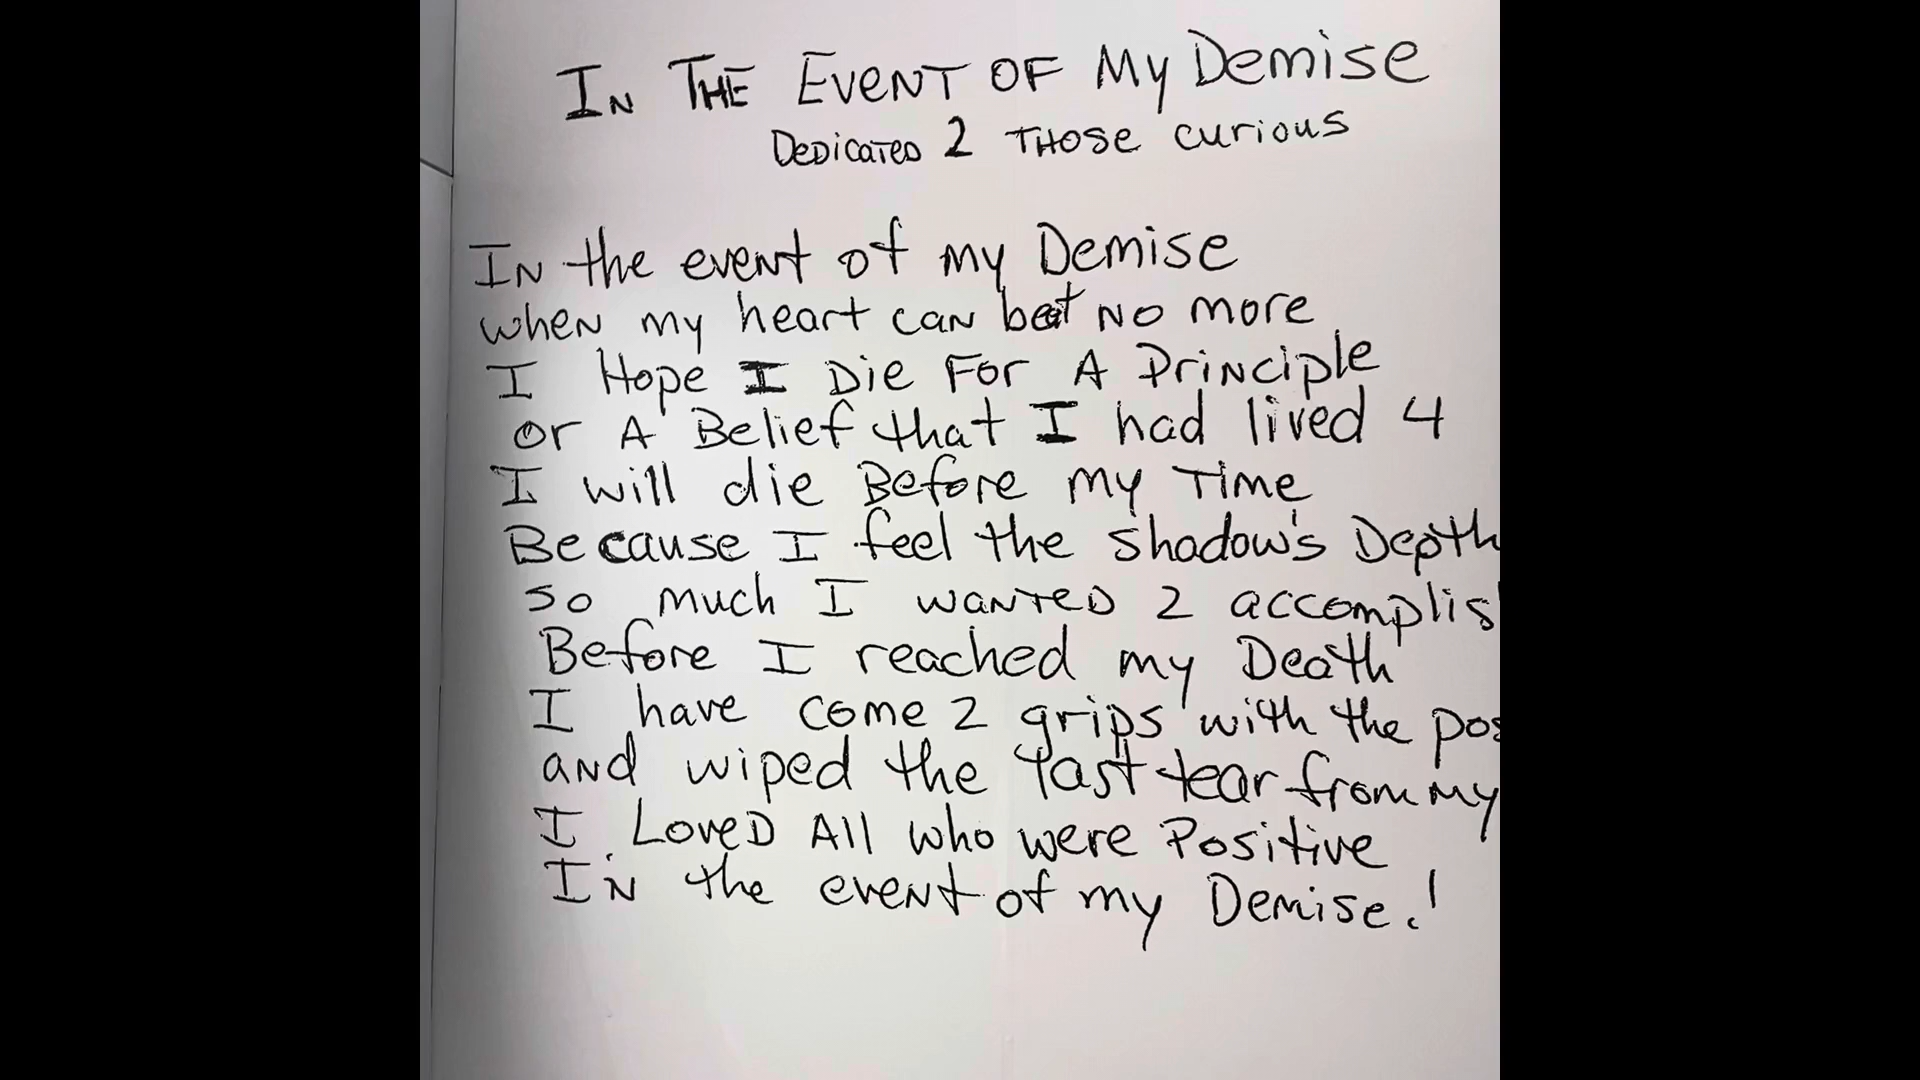 In THE EVENT OF My Demise
Dedicated 2 Those curious
In the event of my Demise
when my heart can beat no more
I Hope I Die For A Principle
or A Belief that I had lived 4
I will die Before my Time
Because I feel the shadow's Depth
so much I wanted 2 accomplis
Before I reached my Death
I have come 2 grips with the pos
and wiped the last tear from my
I Loved All who were Positive
In the event of my Demise!